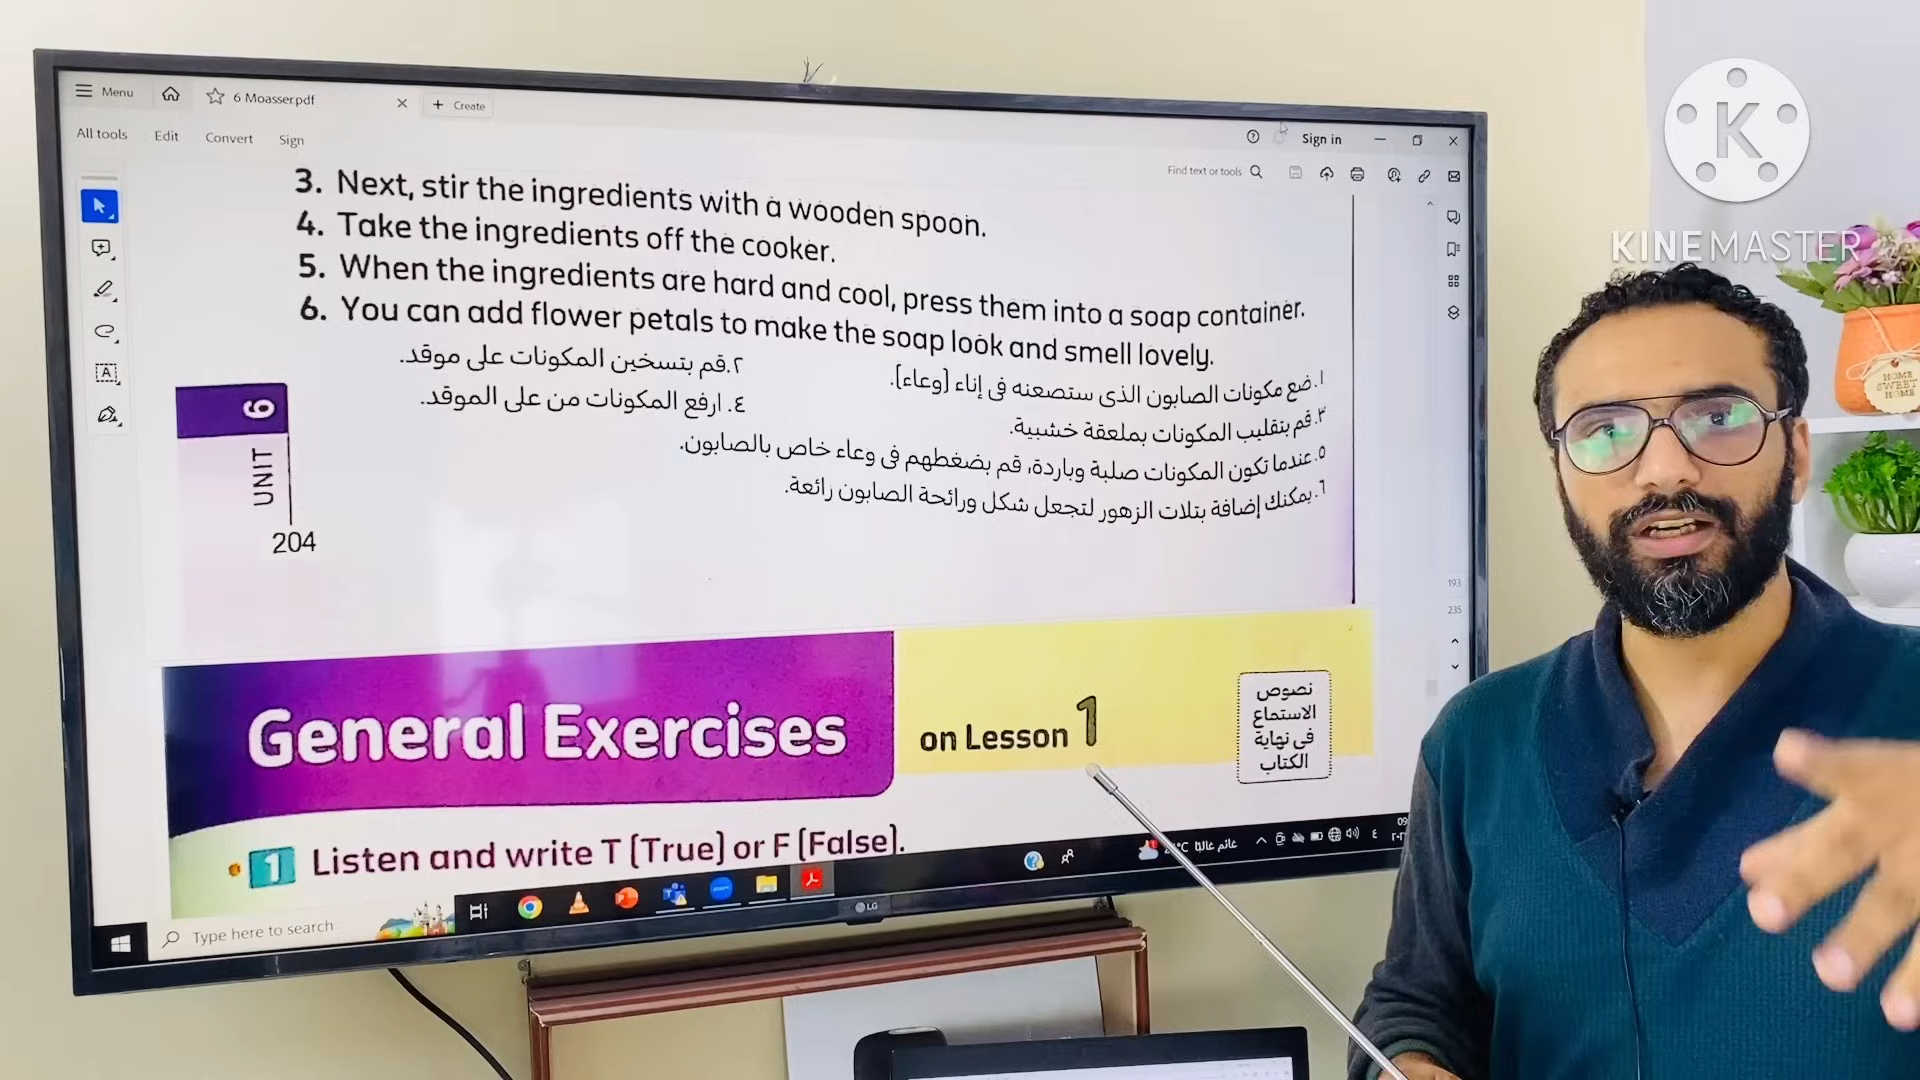 Menu
6 Moasser.pdf
Create
Sign in
All tools
Edit
Convert
Sign
Find text or tools
3. Next, stir the ingredients with a wooden spoon.
4. Take the ingredients off the cooker.
5. When the ingredients are hard and cool, press them into a soap container.
6. You can add flower petals to make the soap look and smell lovely.
١. ضع مكونات الصابون الذى ستصنعه فى إناء (وعاء).
٢. قم بتسخين المكونات على موقد.
٣. قم بتقليب المكونات بملعقة خشبية.
٤. ارفع المكونات من على الموقد.
٥. عندما تكون المكونات صلبة وباردة، قم بضغطهم فى وعاء خاص بالصابون.
٦. يمكنك إضافة بتلات الزهور لتجعل شكل ورائحة الصابون رائعة.
UNIT 6
204
193
235
General Exercises
on Lesson 1
نصوص
الاستماع
فى نهاية
الكتاب
1 Listen and write T (True) or F (False).
Type here to search
غائم غالبًا
LG
K
KINEMASTER
HOME
SWEET
HOME